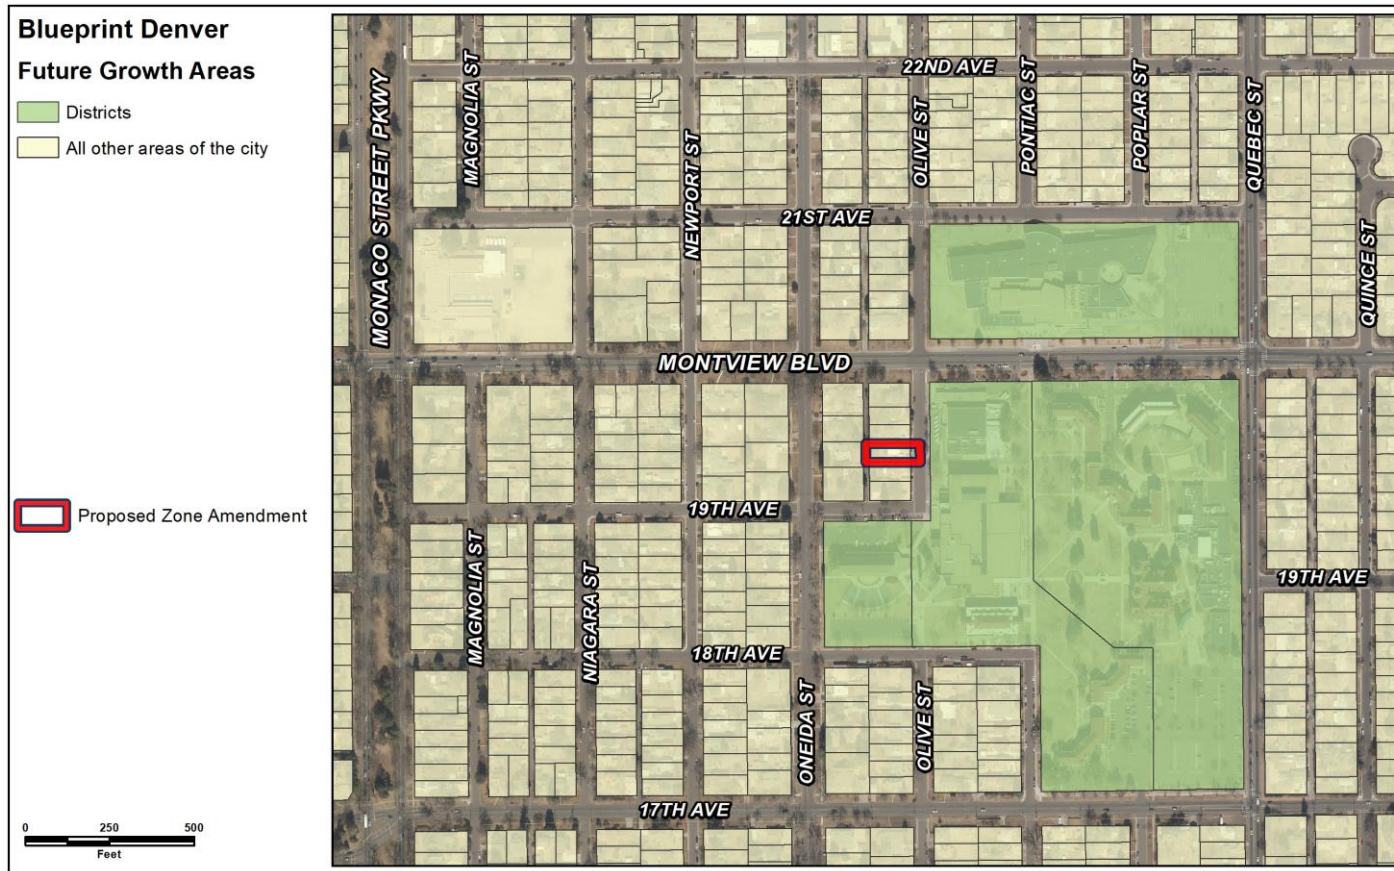 Blueprint Denver
Future Growth Areas
Districts
All other areas of the city
Proposed Zone Amendment
0 250 500
Feet
22ND AVE
MONACO STREET PKWY
MAGNOLIA ST
NEWPORT ST
OLIVE ST
PONTIAC ST
POPLAR ST
QUEBEC ST
21ST AVE
QUINCE ST
MONTVIEW BLVD
19TH AVE
19TH AVE
MAGNOLIA ST
NIAGARA ST
18TH AVE
ONEIDA ST
OLIVE ST
17TH AVE